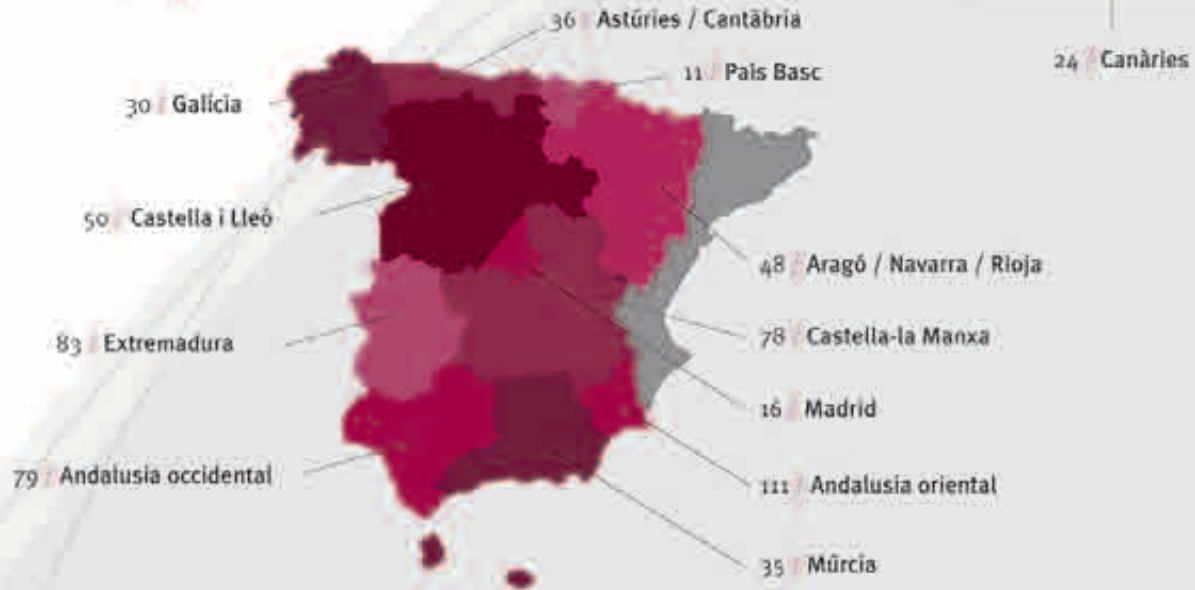 36 / Astúries / Cantàbria
24 / Canàries
11 / País Basc
30 / Galícia
50 / Castella i Lleó
48 / Aragó / Navarra / Rioja
83 / Extremadura
78 / Castella-la Manxa
16 / Madrid
79 / Andalusia occidental
111 / Andalusia oriental
35 / Múrcia